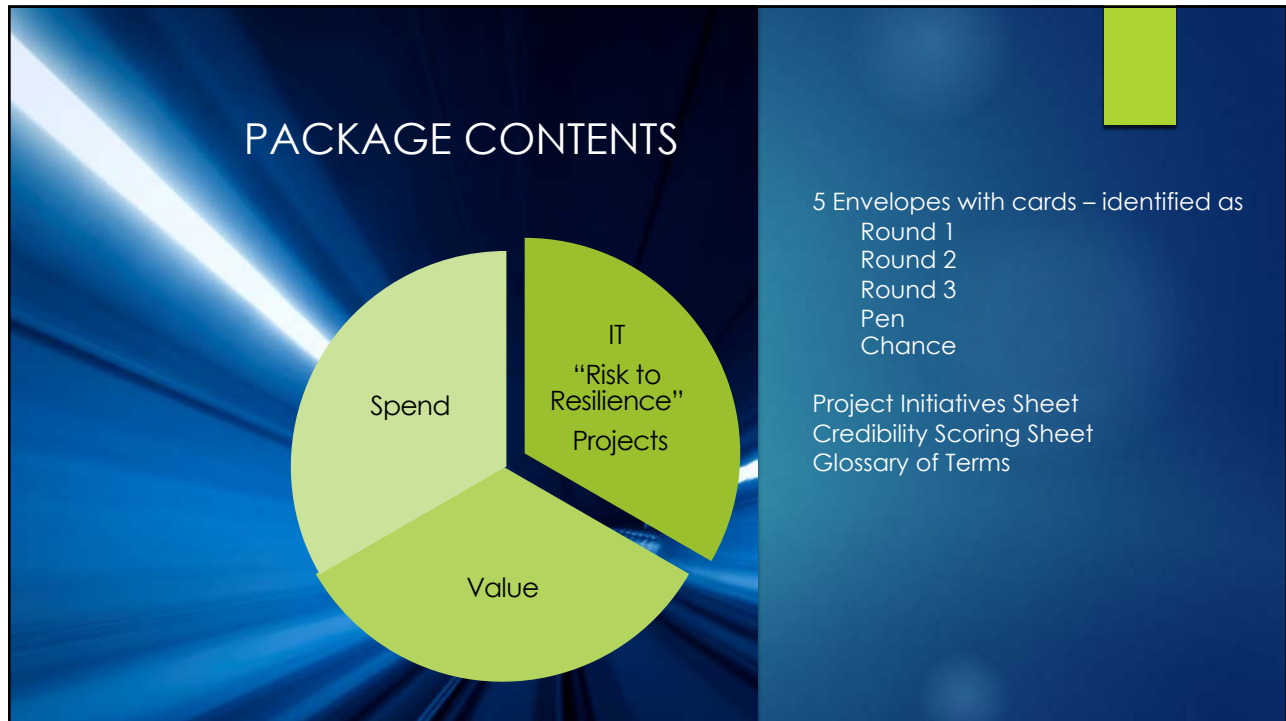 PACKAGE CONTENTS
Spend
IT
“Risk to
Resilience”
Projects
Value
5 Envelopes with cards – identified as
Round 1
Round 2
Round 3
Pen
Chance
Project Initiatives Sheet
Credibility Scoring Sheet
Glossary of Terms